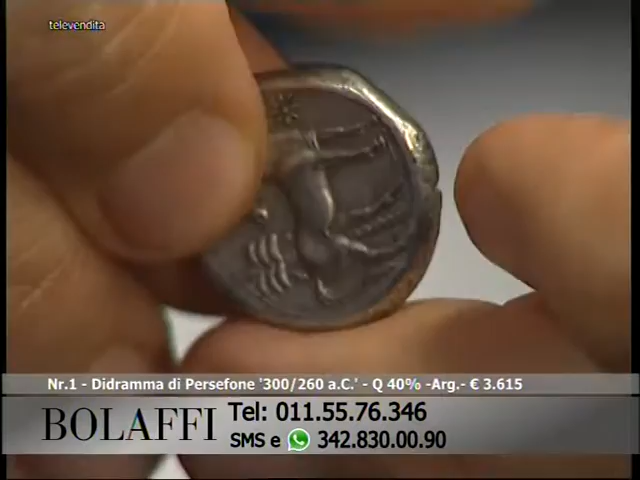 televendita
Nr.1 - Didramma di Persefone '300/260 a.C.' - Q 40% -Arg.- € 3.615
BOLAFFI
Tel: 011.55.76.346
SMS e 342.830.00.90